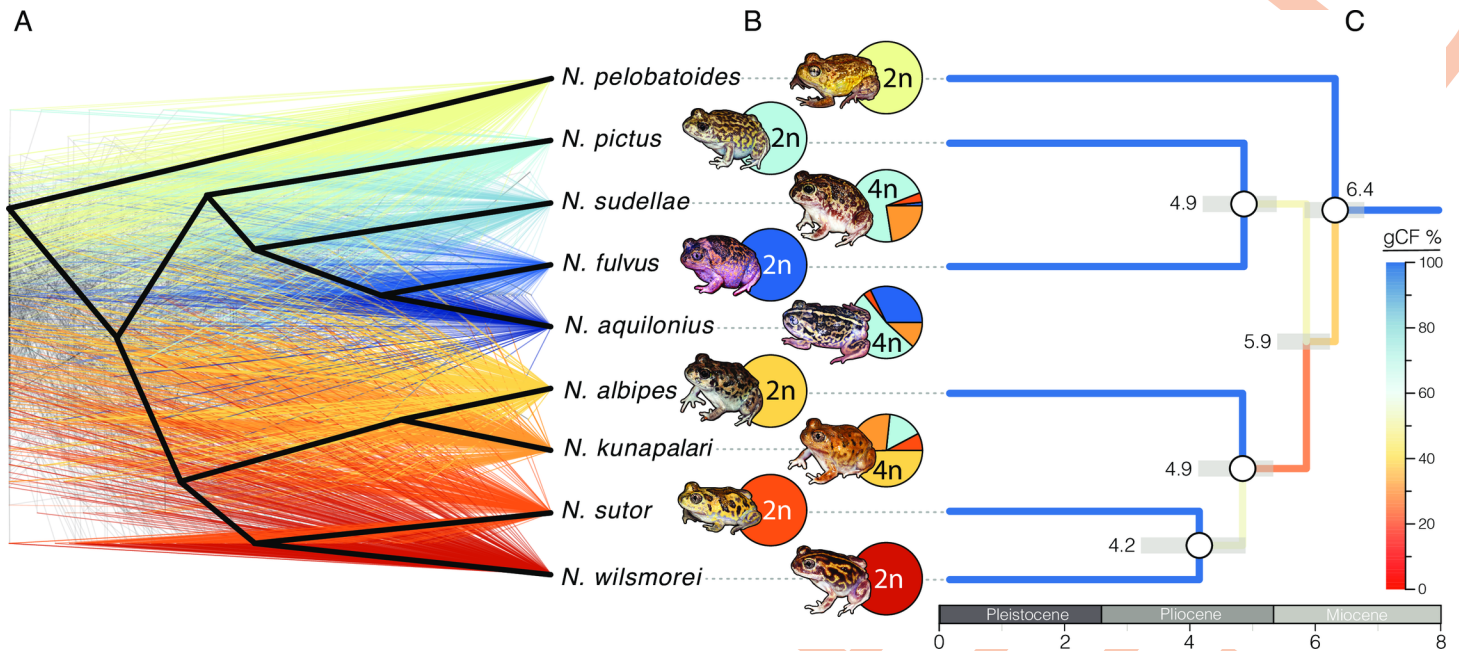 A B C
N. pelobatoides 2n
N. pictus 2n
N. sudellae 4n
N. fulvus 2n
N. aquilonius 4n
N. albipes 2n
N. kunapalari 4n
N. sutor 2n
N. wilsmorei 2n
6.4
4.9
5.9
4.9
4.2
gCF %
100
80
60
40
20
0
Pleistocene Pliocene Miocene
0 2 4 6 8